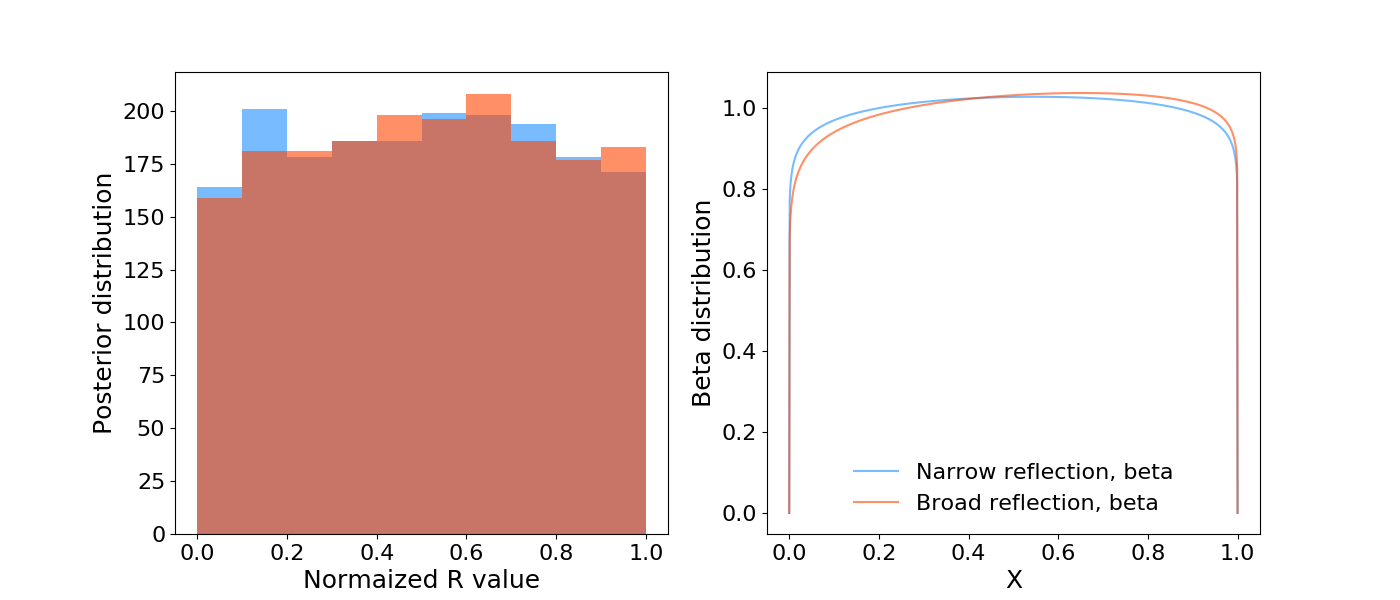 Posterior distribution
200
175
150
125
100
75
50
25
0
0.0 0.2 0.4 0.6 0.8 1.0
Normaized R value
Beta distribution
1.0
0.8
0.6
0.4
0.2
0.0
Narrow reflection, beta
Broad reflection, beta
0.0 0.2 0.4 0.6 0.8 1.0
X